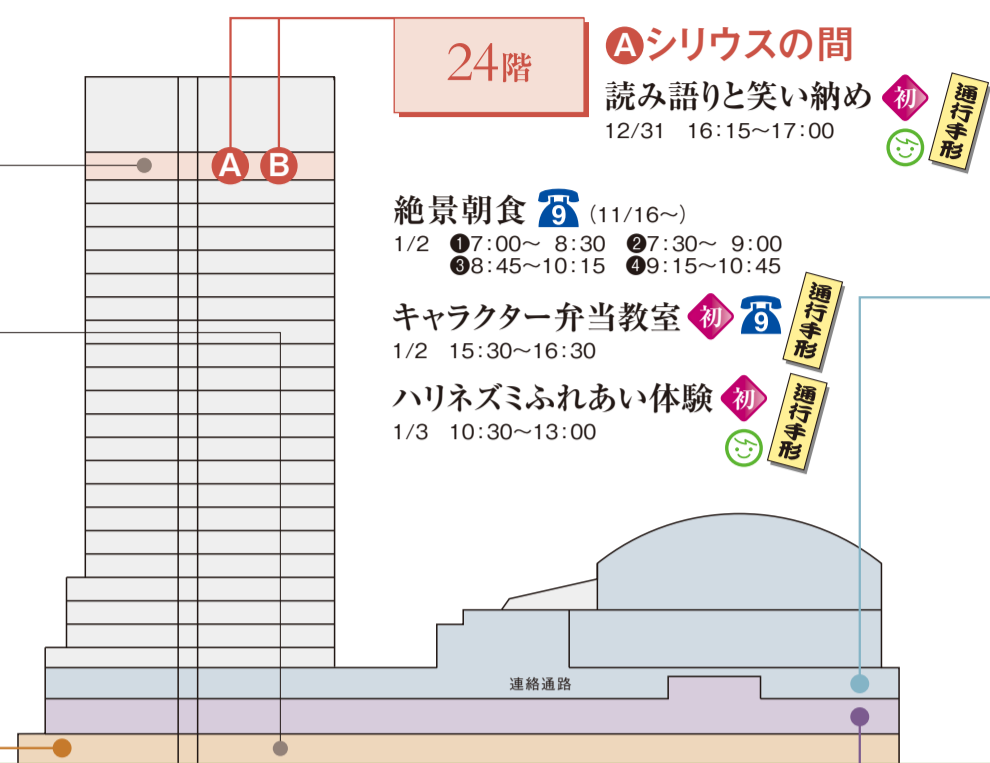 24階
Aシリウスの間
読み語りと笑い納め 初 通行手形
12/31 16:15〜17:00
A B
絶景朝食 9 (11/16〜)
1/2 ❶7:00〜 8:30 ❷7:30〜 9:00
❸8:45〜10:15 ❹9:15〜10:45
キャラクター弁当教室 初 9 通行手形
1/2 15:30〜16:30
ハリネズミふれあい体験 初 通行手形
1/3 10:30〜13:00
連絡通路